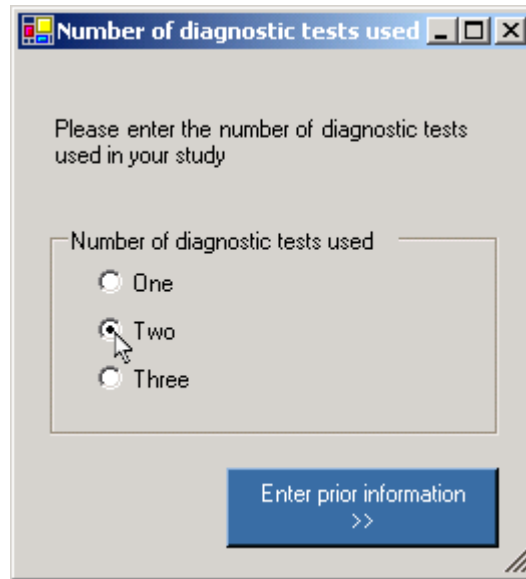 Number of diagnostic tests used
Please enter the number of diagnostic tests
used in your study
Number of diagnostic tests used
One
Two
Three
Enter prior information
>>